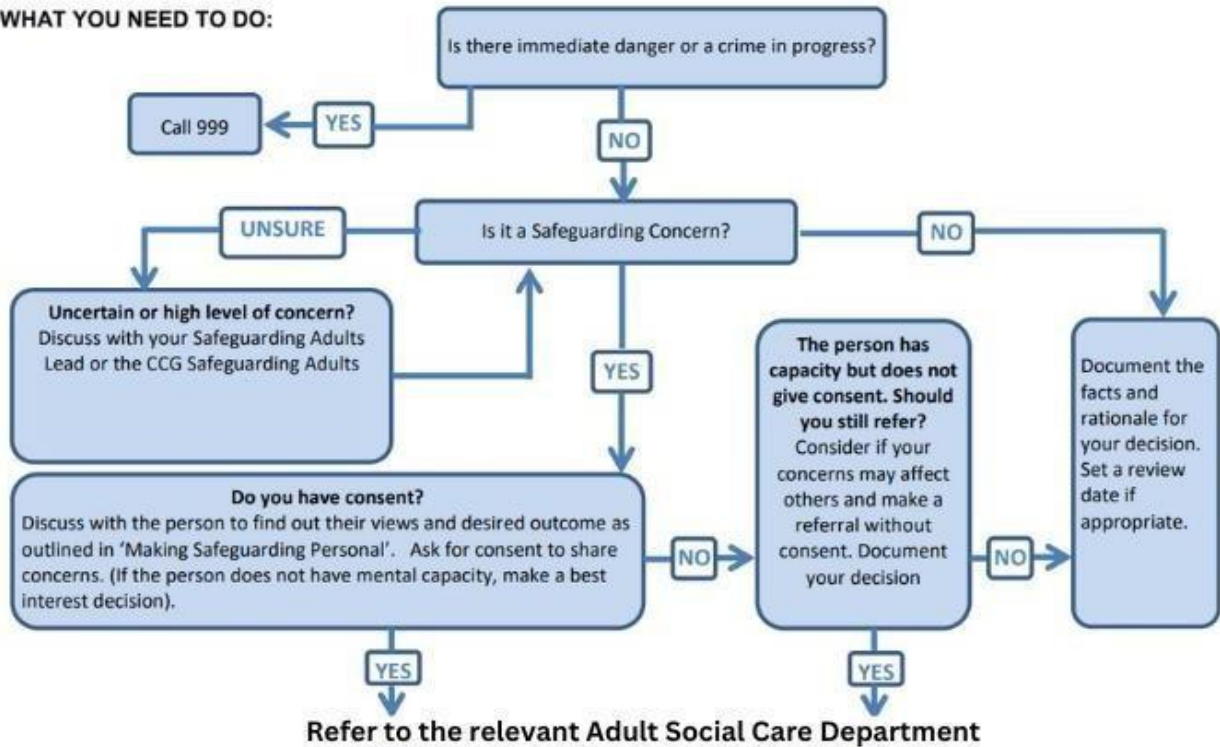 WHAT YOU NEED TO DO:
Is there immediate danger or a crime in progress?
Call 999
YES
NO
UNSURE
Is it a Safeguarding Concern?
NO
Uncertain or high level of concern?
Discuss with your Safeguarding Adults
Lead or the CCG Safeguarding Adults
YES
The person has
capacity but does not
give consent. Should
you still refer?
Consider if your
concerns may affect
others and make a
referral without
consent. Document
your decision
Document the
facts and
rationale for
your decision.
Set a review
date if
appropriate.
Do you have consent?
Discuss with the person to find out their views and desired outcome as
outlined in 'Making Safeguarding Personal'.   Ask for consent to share
concerns. (If the person does not have mental capacity, make a best
interest decision).
NO
NO
YES
YES
Refer to the relevant Adult Social Care Department